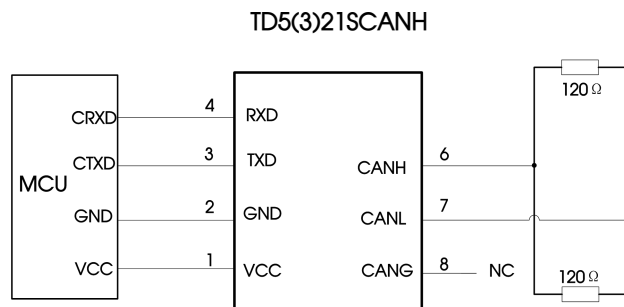 TD5(3)21SCANH
120Ω
CRXD 4 RXD
CTXD 3 TXD CANH 6
MCU
GND 2 GND CANL 7
VCC 1 VCC CANG 8 NC
120Ω